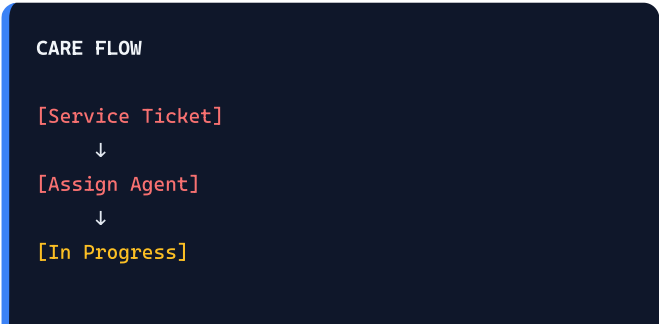 CARE FLOW
[Service Ticket]
↓
[Assign Agent]
↓
[In Progress]